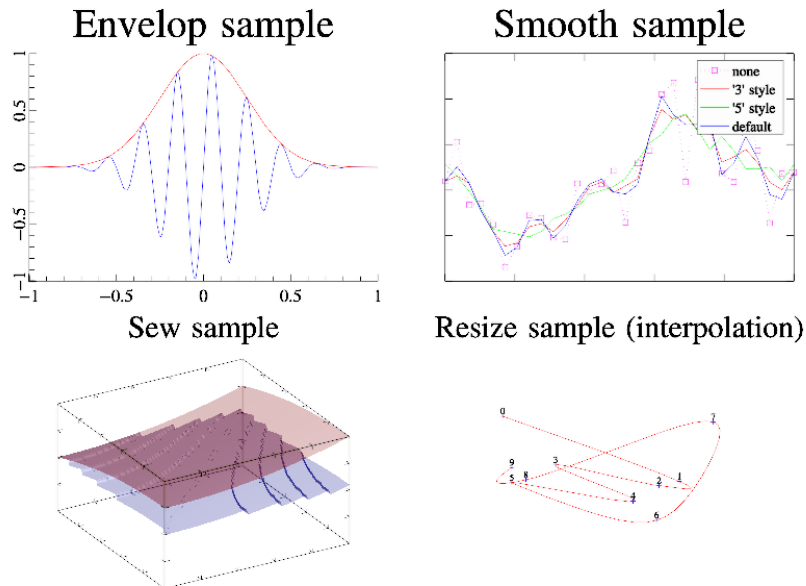 Envelop sample
Smooth sample
1
0.5
0
−0.5
−1
−1 −0.5 0 0.5 1
none
'3' style
'5' style
default
Sew sample
Resize sample (interpolation)
0
7
9
3
5
8
2
1
4
6